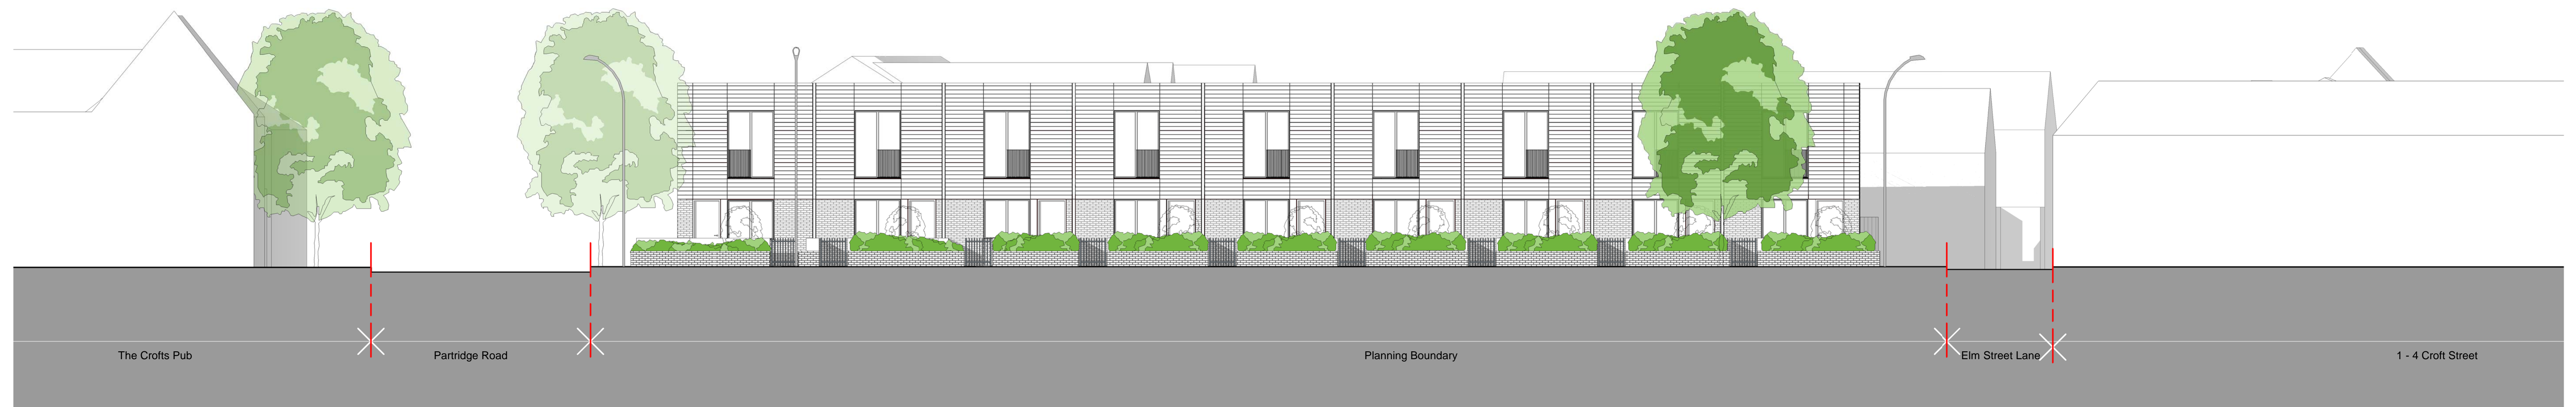 The Crofts Pub
Partridge Road
Planning Boundary
Elm Street Lane
1 - 4 Croft Street